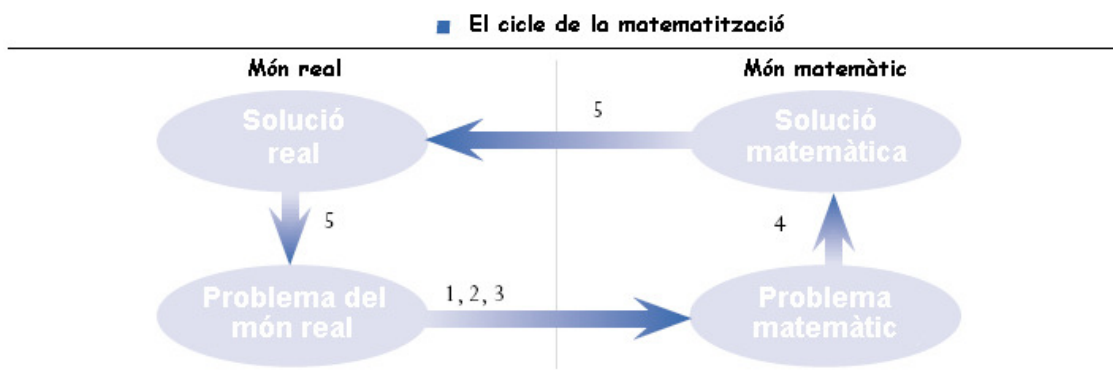 El cicle de la matematització
Món real
Món matemàtic
Solució
real
5
Solució
matemàtica
5
4
Problema del
món real
1, 2, 3
Problema
matemàtic